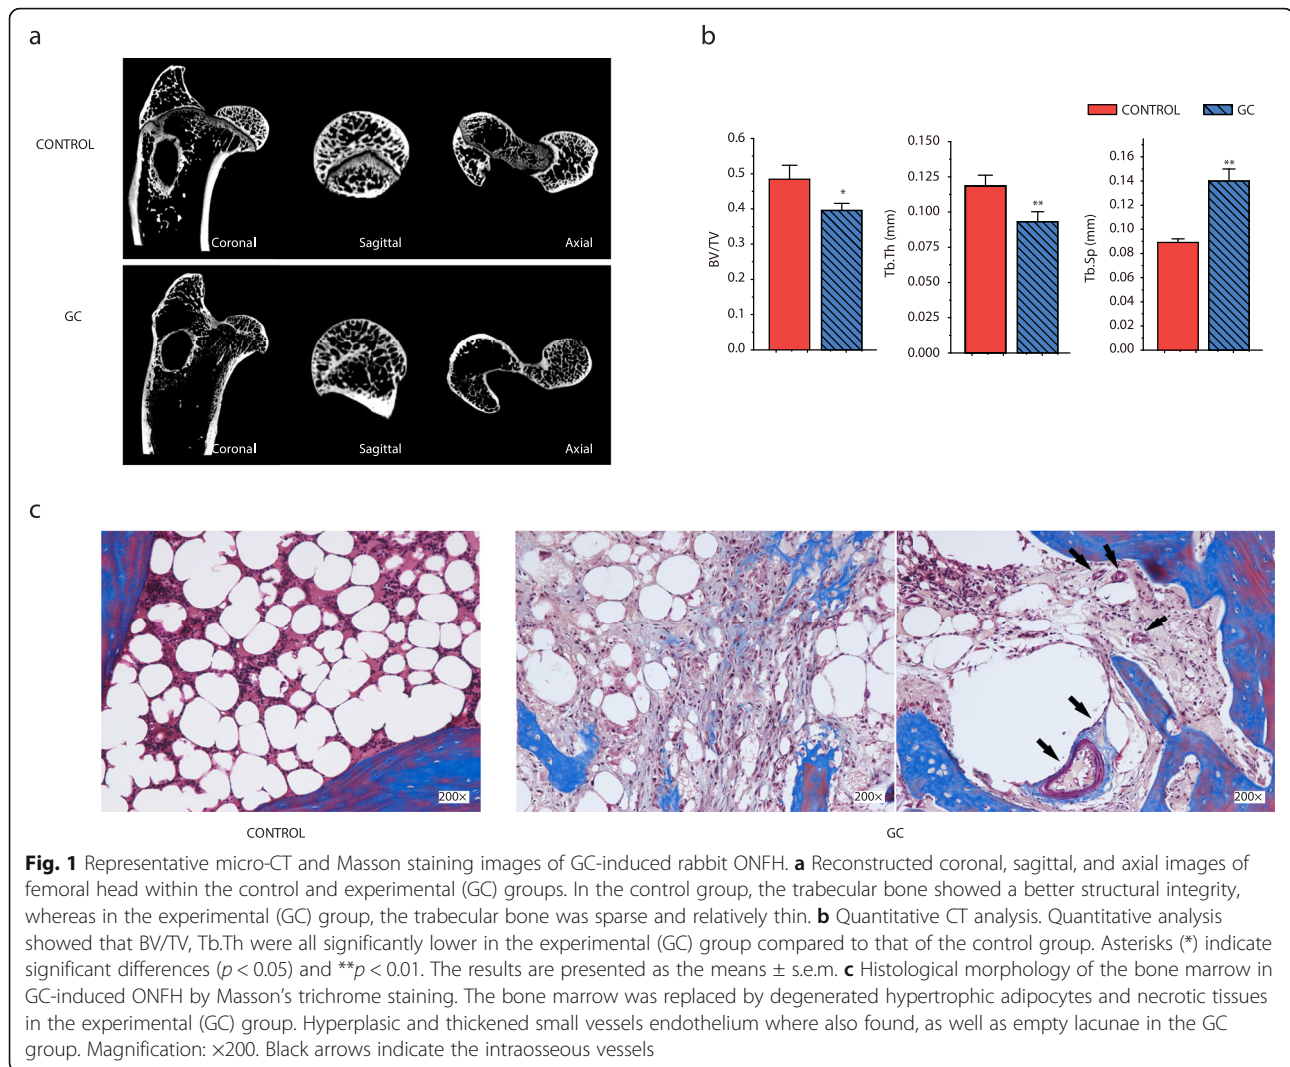 a
CONTROL
Coronal Sagittal Axial
GC
Coronal Sagittal Axial
b
CONTROL GC
0.6
0.5
0.4
0.3
0.2
0.1
0.0
BV/TV
*
0.150
0.125
0.100
0.075
0.050
0.025
0.000
Tb.Th (mm)
**
0.16
0.14
0.12
0.10
0.08
0.06
0.04
0.02
0.00
Tb.Sp (mm)
**
c
200×
200×
200×
CONTROL
GC
Fig. 1 Representative micro-CT and Masson staining images of GC-induced rabbit ONFH. a Reconstructed coronal, sagittal, and axial images of
femoral head within the control and experimental (GC) groups. In the control group, the trabecular bone showed a better structural integrity,
whereas in the experimental (GC) group, the trabecular bone was sparse and relatively thin. b Quantitative CT analysis. Quantitative analysis
showed that BV/TV, Tb.Th were all significantly lower in the experimental (GC) group compared to that of the control group. Asterisks (*) indicate
significant differences (p < 0.05) and **p < 0.01. The results are presented as the means ± s.e.m. c Histological morphology of the bone marrow in
GC-induced ONFH by Masson’s trichrome staining. The bone marrow was replaced by degenerated hypertrophic adipocytes and necrotic tissues
in the experimental (GC) group. Hyperplasic and thickened small vessels endothelium where also found, as well as empty lacunae in the GC
group. Magnification: ×200. Black arrows indicate the intraosseous vessels